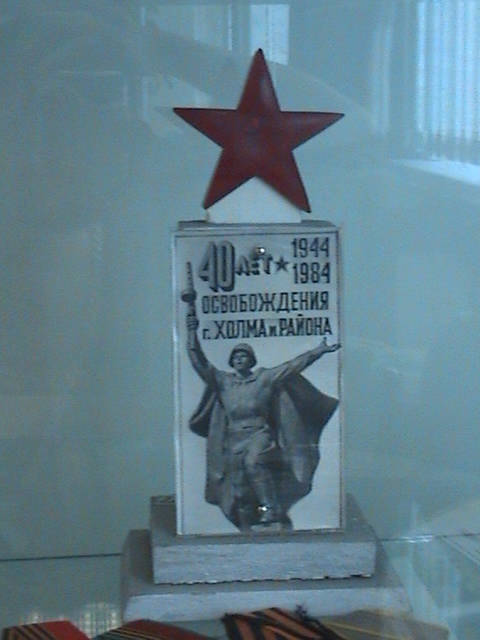 40 ЛЕТ ★ 1944
1984
ОСВОБОЖДЕНИЯ
г. ХОЛМА и РАЙОНА